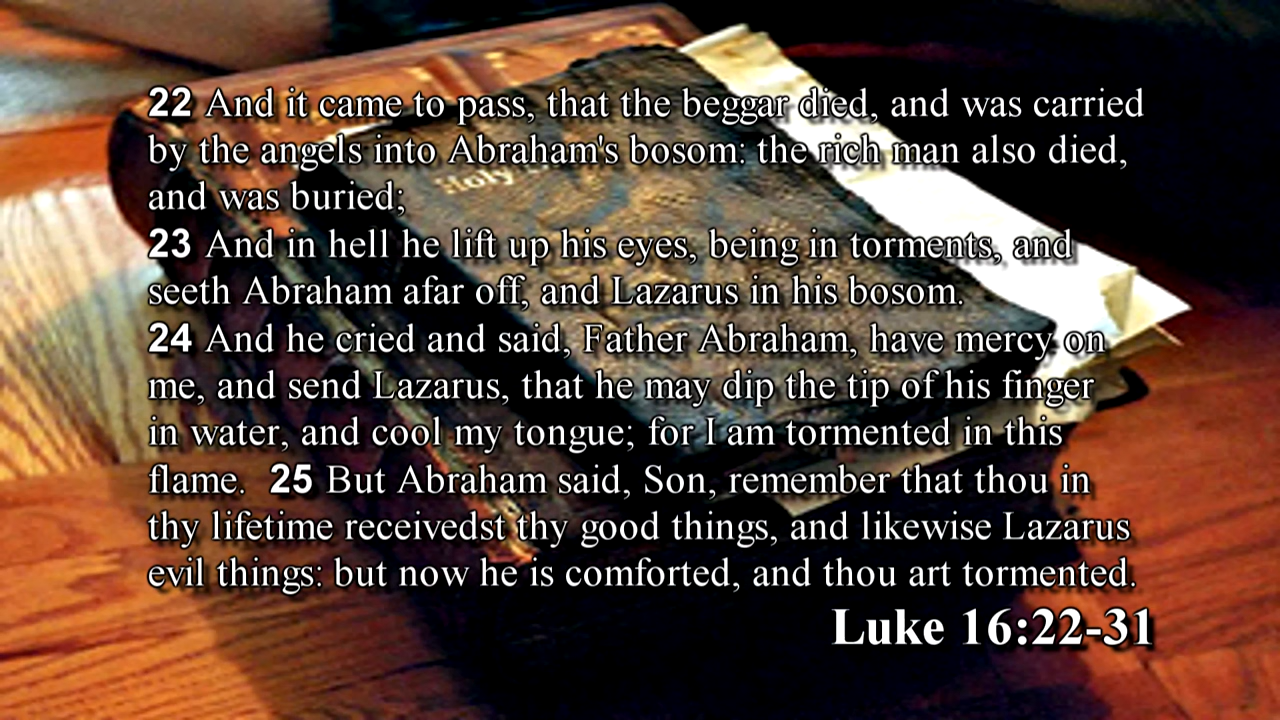 22 And it came to pass, that the beggar died, and was carried
by the angels into Abraham's bosom: the rich man also died,
and was buried;
23 And in hell he lift up his eyes, being in torments, and
seeth Abraham afar off, and Lazarus in his bosom.
24 And he cried and said, Father Abraham, have mercy on
me, and send Lazarus, that he may dip the tip of his finger
in water, and cool my tongue; for I am tormented in this
flame. 25 But Abraham said, Son, remember that thou in
thy lifetime receivedst thy good things, and likewise Lazarus
evil things: but now he is comforted, and thou art tormented.
Luke 16:22-31
Holy